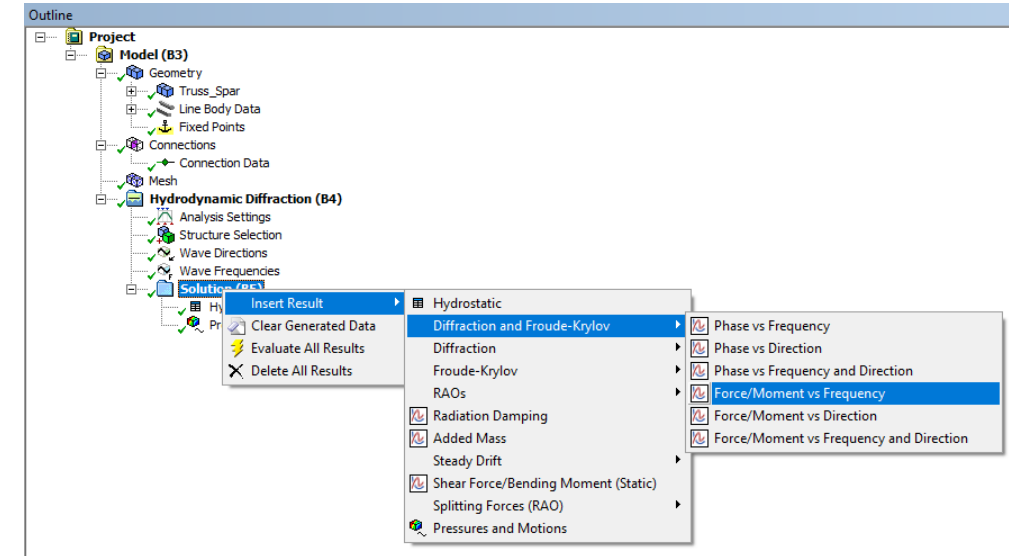 Outline
Project
Model (B3)
Geometry
Truss_Spar
Line Body Data
Fixed Points
Connections
Connection Data
Mesh
Hydrodynamic Diffraction (B4)
Analysis Settings
Structure Selection
Wave Directions
Wave Frequencies
Solution (B5)
Hy
Pr
Insert Result
Clear Generated Data
Evaluate All Results
Delete All Results
Hydrostatic
Diffraction and Froude-Krylov
Diffraction
Froude-Krylov
RAOs
Radiation Damping
Added Mass
Steady Drift
Shear Force/Bending Moment (Static)
Splitting Forces (RAO)
Pressures and Motions
Phase vs Frequency
Phase vs Direction
Phase vs Frequency and Direction
Force/Moment vs Frequency
Force/Moment vs Direction
Force/Moment vs Frequency and Direction